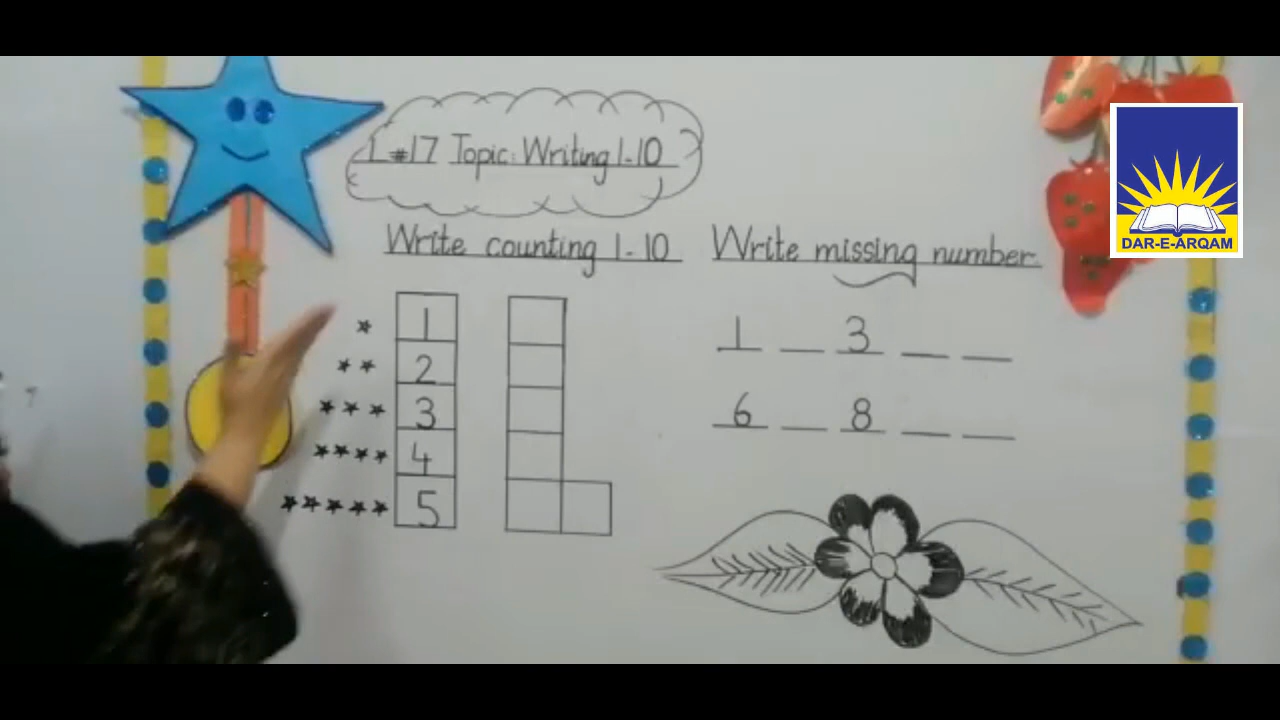 L #17 Topic: Writing 1-10
Write counting 1-10
1
2
3
4
5
Write missing number.
1 _ 3 _ _
6 _ 8 _ _
DAR-E-ARQAM